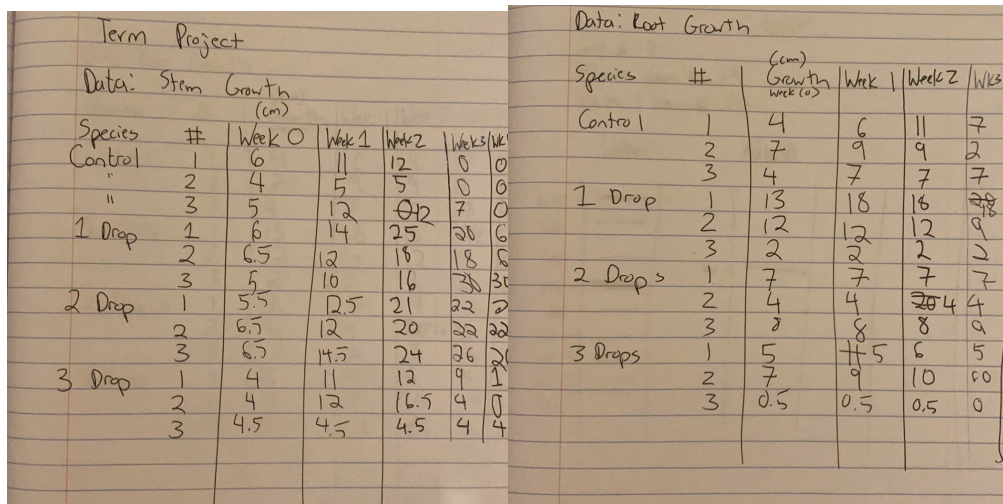 Term Project
Data: Stem Growth
(cm)
Species # Week 0 Week 1 Week 2 Week 3 Wk
Control 1 6 11 12 0 0
" 2 4 5 5 0 0
" 3 5 12 12 7 0
1 Drop 1 6 14 25 20 6
2 6.5 12 18 18
3 5 10 16 30
2 Drop 1 5.5 12.5 21 22
2 6.5 12 20 22 22
3 6.5 14.5 24 26
3 Drop 1 4 11 12 9 1
2 4 12 16.5 4 0
3 4.5 4.5 4.5 4 4
Data: Root Growth
(cm)
Species # Growth Week 1 Week 2 Wk3
Week (0)
Control 1 4 6 11 7
2 7 9 9 2
3 4 7 7 7
1 Drop 1 13 18 18 18
2 12 12 12 9
3 2 2 2 2
2 Drops 1 7 7 7 7
2 4 4 4 4
3 8 8 8 9
3 Drops 1 5 5 6 5
2 7 9 10
3 0.5 0.5 0.5 0